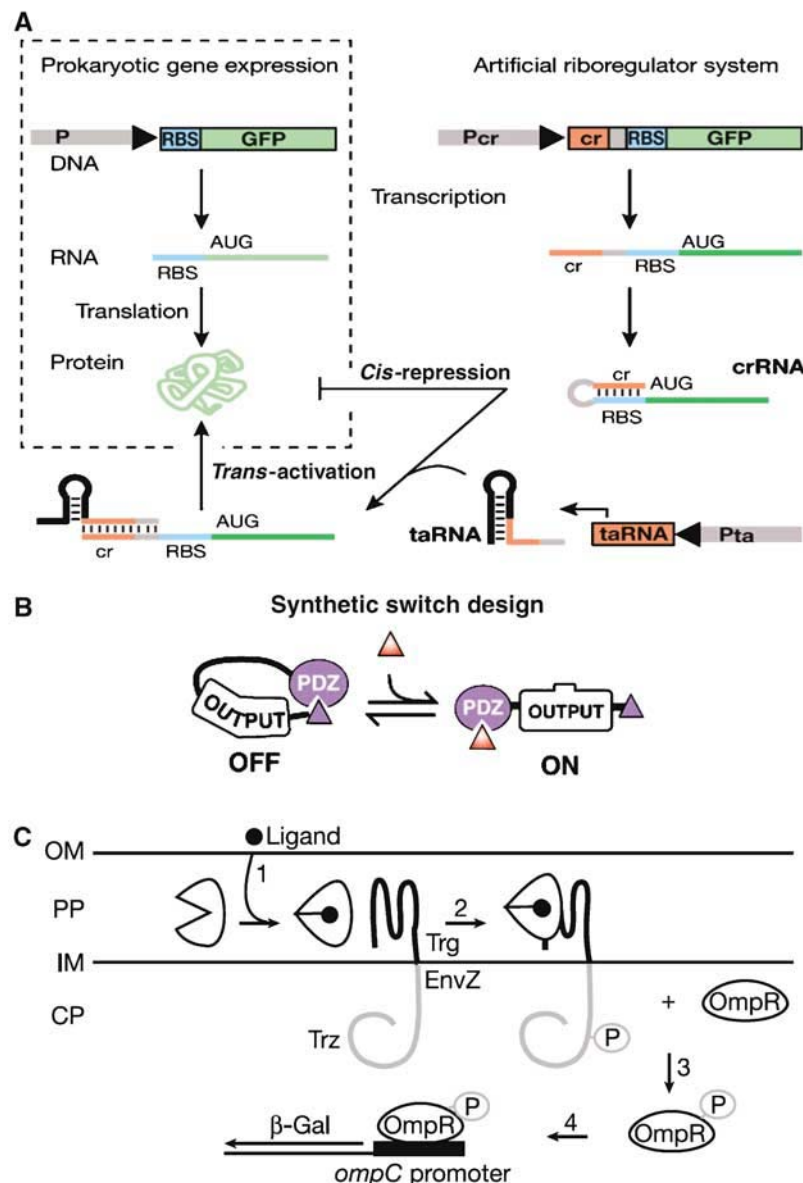 A
Prokaryotic gene expression
Artificial riboregulator system
P RBS GFP
Pcr cr RBS GFP
DNA
Transcription
RNA
AUG
RBS
AUG
cr RBS
Translation
Protein
Cis-repression
cr AUG crRNA
RBS
Trans-activation
AUG
cr RBS
taRNA
taRNA Pta
B
Synthetic switch design
PDZ
OUTPUT
OFF
PDZ OUTPUT
ON
C
OM
Ligand
1
PP
2
Trg
IM
EnvZ
CP
Trz
P
+ OmpR
3
P
OmpR
4
P
OmpR
β-Gal
ompC promoter